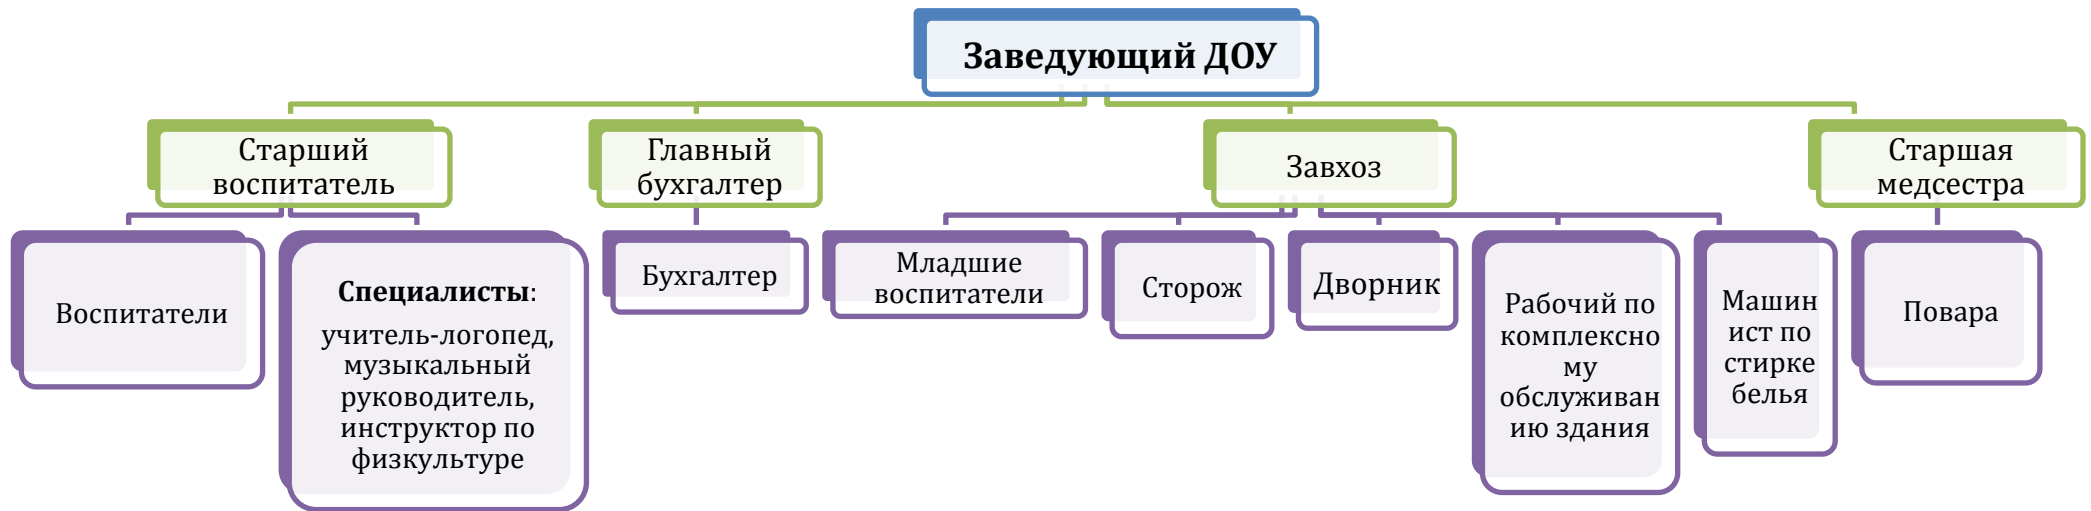 Заведующий ДОУ
Старший
воспитатель
Главный
бухгалтер
Завхоз
Старшая
медсестра
Воспитатели
Специалисты:
учитель-логопед,
музыкальный
руководитель,
инструктор по
физкультуре
Бухгалтер
Младшие
воспитатели
Сторож
Дворник
Рабочий по
комплексно
му
обслуживан
ию здания
Машин
ист по
стирке
белья
Повара